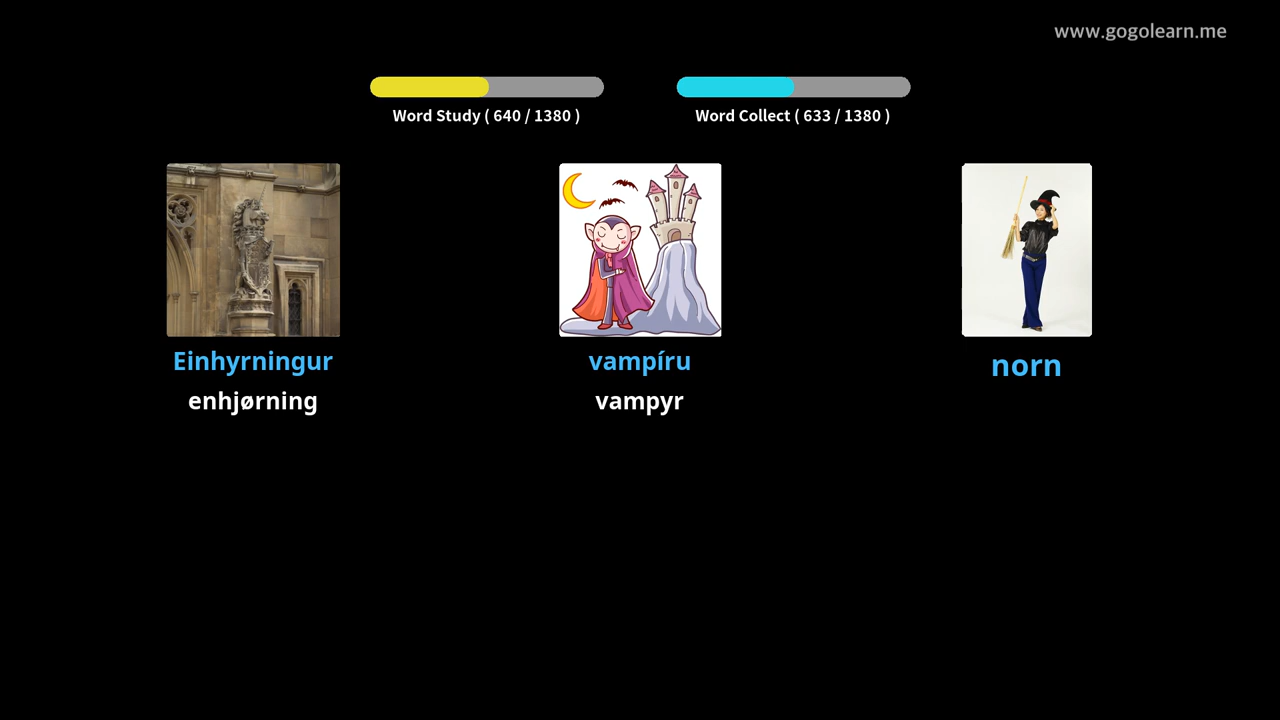 www.gogolearn.me
Word Study ( 640 / 1380 )
Word Collect ( 633 / 1380 )
Einhyrningur
enhjørning
vampíru
vampyr
norn